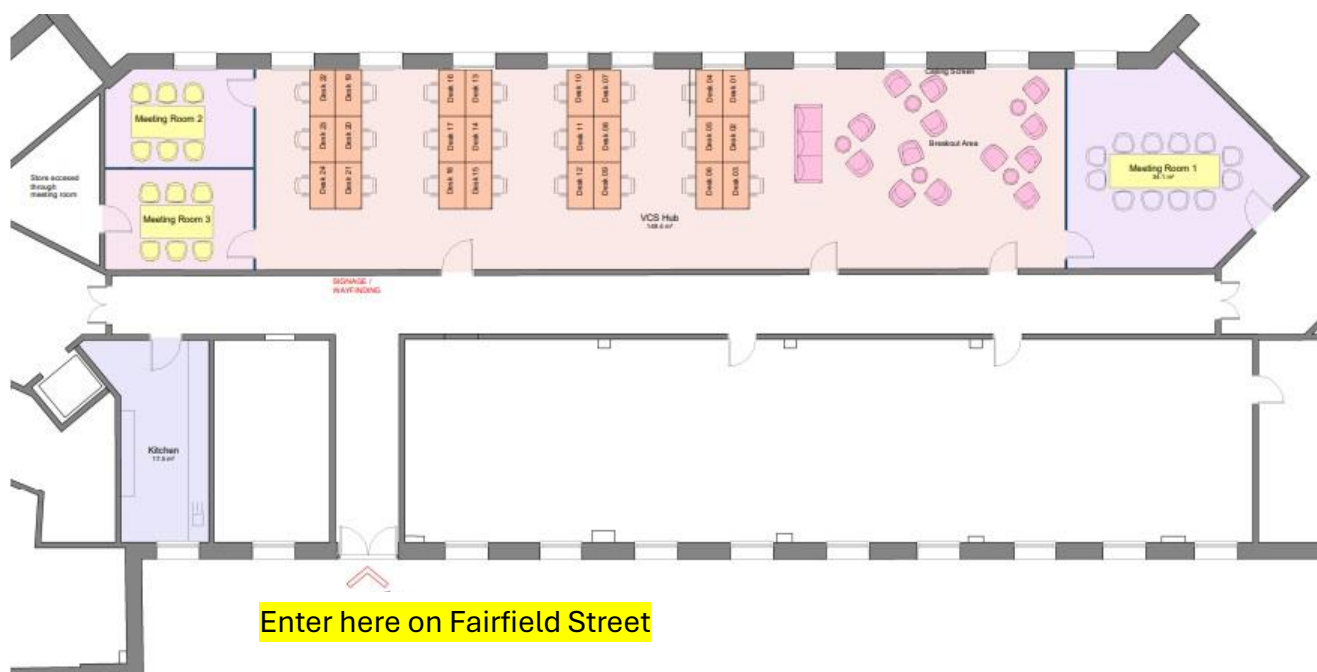 Ceiling Screen
Desk 22
Desk 19
Desk 16
Desk 13
Desk 10
Desk 07
Desk 04
Desk 01
Meeting Room 2
Desk 23
Desk 20
Desk 17
Desk 14
Desk 11
Desk 08
Desk 05
Desk 02
Breakout Area
Meeting Room 1
Store accessed
through
meeting room
Desk 24
Desk 21
Desk 18
Desk 15
Desk 12
Desk 09
Desk 06
Desk 03
Meeting Room 3
VCS Hub
SIGNAGE /
WAYFINDING
Kitchen
Enter here on Fairfield Street